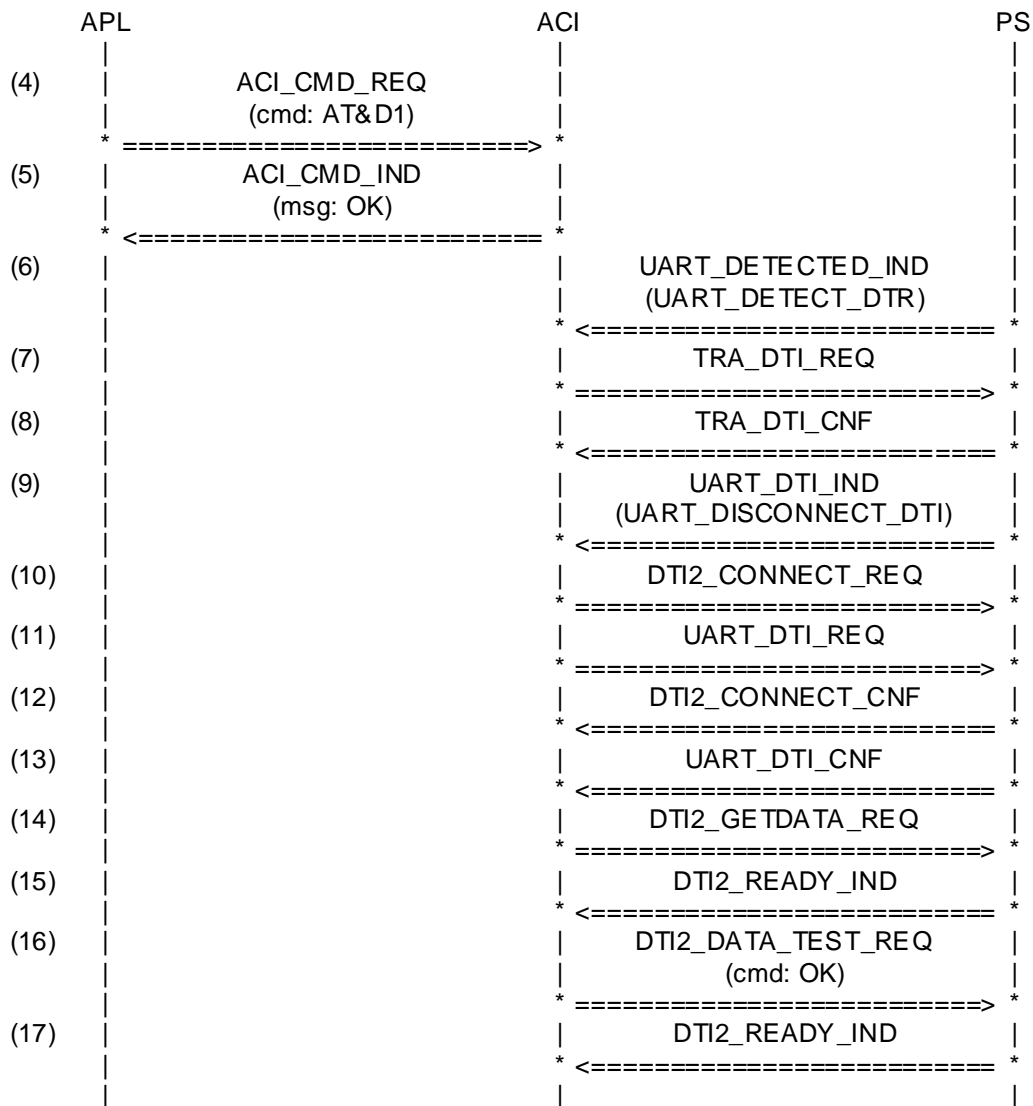 APL ACI PS
| | |
(4) | ACI_CMD_REQ | |
| (cmd: AT&D1) | |
* ==========================> * |
(5) | ACI_CMD_IND | |
| (msg: OK) | |
* <========================== * |
(6) | | UART_DETECTED_IND |
| | (UART_DETECT_DTR) |
| * <========================== *
(7) | | TRA_DTI_REQ |
| * ==========================> *
(8) | | TRA_DTI_CNF |
| * <========================== *
(9) | | UART_DTI_IND |
| | (UART_DISCONNECT_DTI) |
| * <========================== *
(10) | | DTI2_CONNECT_REQ |
| * ==========================> *
(11) | | UART_DTI_REQ |
| * ==========================> *
(12) | | DTI2_CONNECT_CNF |
| * <========================== *
(13) | | UART_DTI_CNF |
| * <========================== *
(14) | | DTI2_GETDATA_REQ |
| * ==========================> *
(15) | | DTI2_READY_IND |
| * <========================== *
(16) | | DTI2_DATA_TEST_REQ |
| | (cmd: OK) |
| * ==========================> *
(17) | | DTI2_READY_IND |
| * <========================== *
| | |